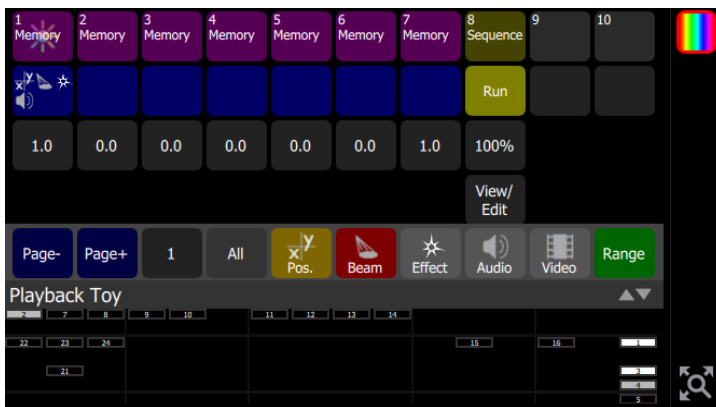 1 2 3 4 5 6 7 8 9 10
Memory Memory Memory Memory Memory Memory Memory Sequence
x y Run
1.0 0.0 0.0 0.0 0.0 0.0 1.0 100%
View/
Edit
Page- Page+ 1 All x y Pos. Beam Effect Audio Video Range
Playback Toy
2 7 8 9 10 11 12 13 14
22 23 24 15 16 1
21 3
4
5